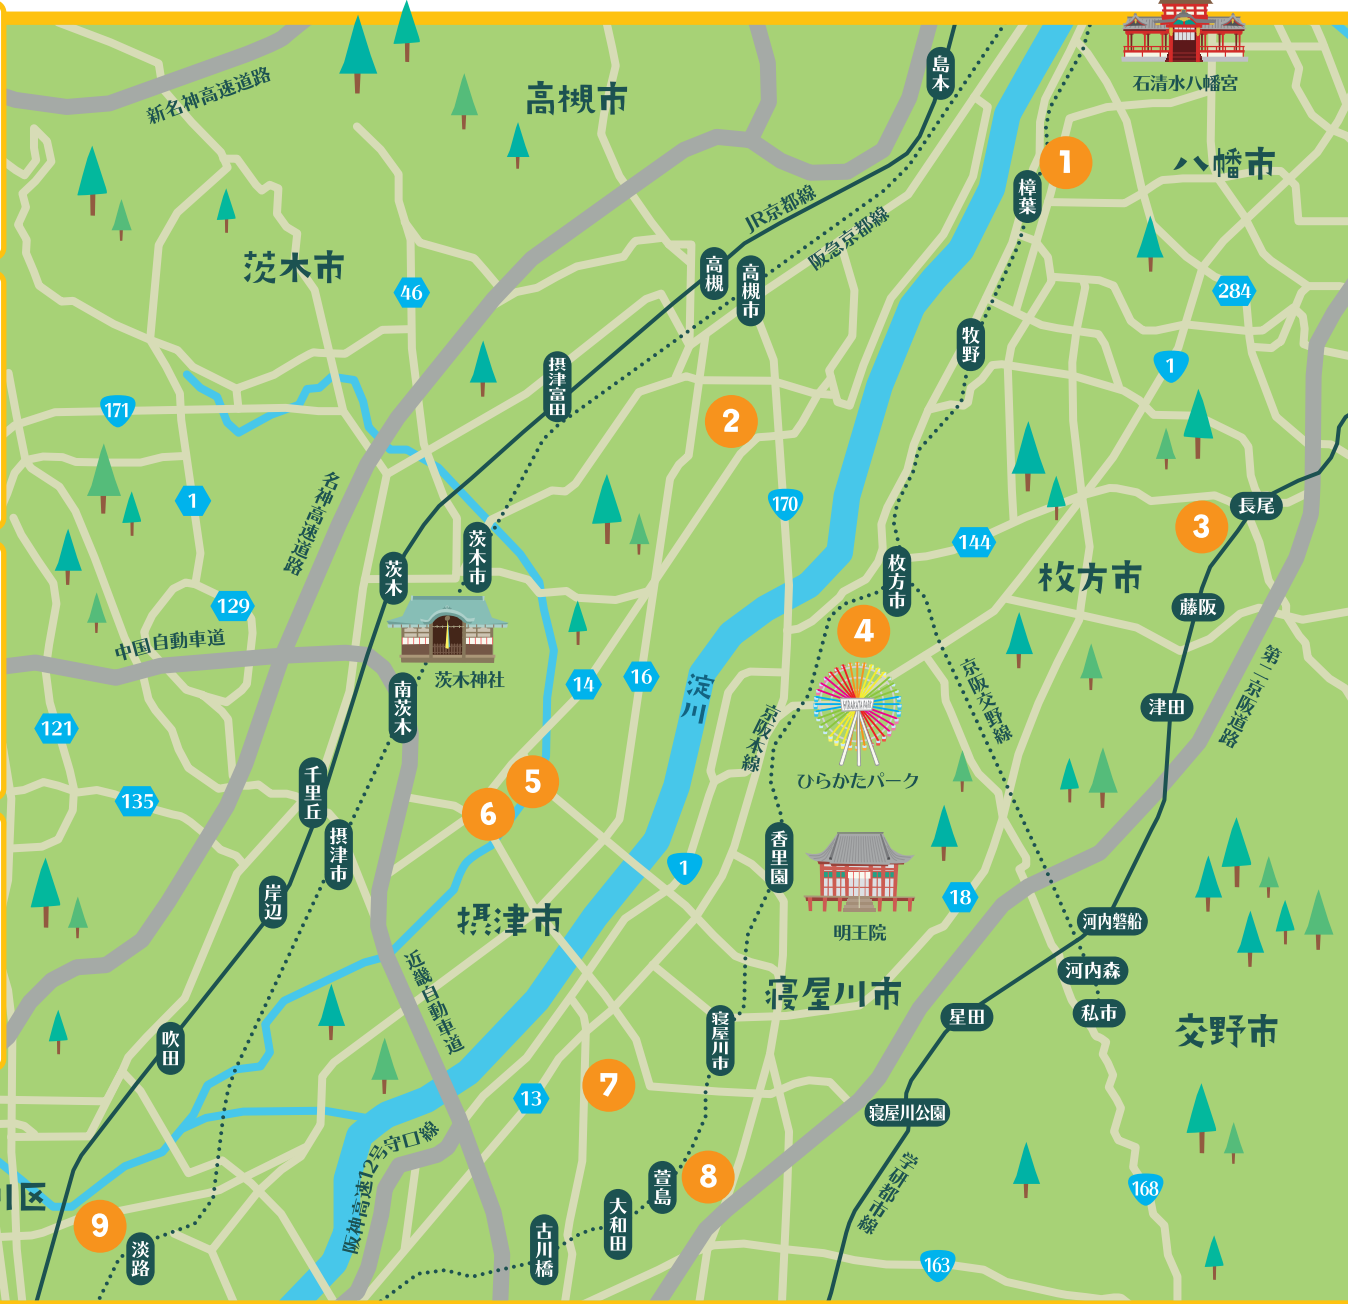 石清水八幡宮
島本
新名神高速道路
高槻市
1
八幡市
樟葉
JR京都線
阪急京都線
茨木市
高槻
高槻市
46
284
牧野
1
摂津富田
171
2
170
1
名神高速道路
長尾
3
144
茨木市
茨木
枚方市
枚方市
129
藤阪
中国自動車道
4
茨木神社
14
16
淀川
京阪交野線
第二京阪道路
南茨木
津田
121
京阪本線
HIRAKATA PARK
ひらかたパーク
千里丘
5
135
6
摂津市
香里園
1
岸辺
18
摂津市
明王院
河内磐船
近畿自動車道
河内森
寝屋川市
星田
私市
交野市
吹田
寝屋川市
7
13
寝屋川公園
阪神高速12号守口線
学研都市線
8
萱島
168
川区
9
大和田
淡路
古川橋
163